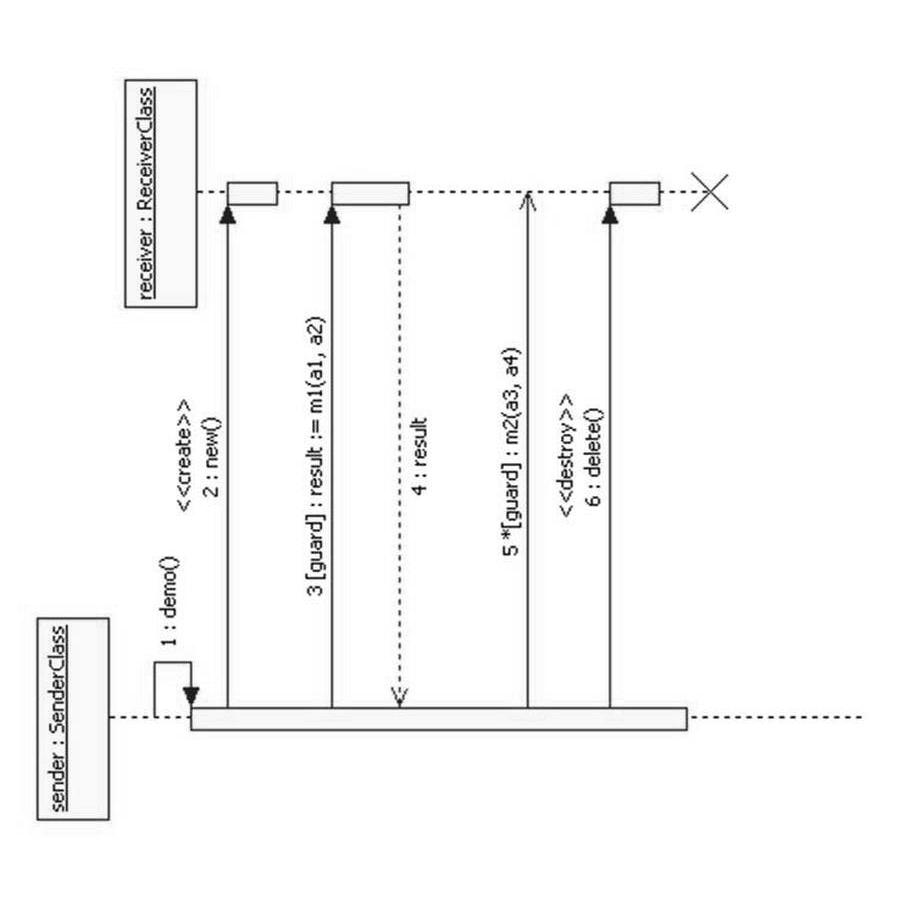 sender : SenderClass
receiver : ReceiverClass
1 : demo()
<<create>>
2 : new()
3 [guard] : result := m1(a1, a2)
4 : result
5 *[guard] : m2(a3, a4)
<<destroy>>
6 : delete()